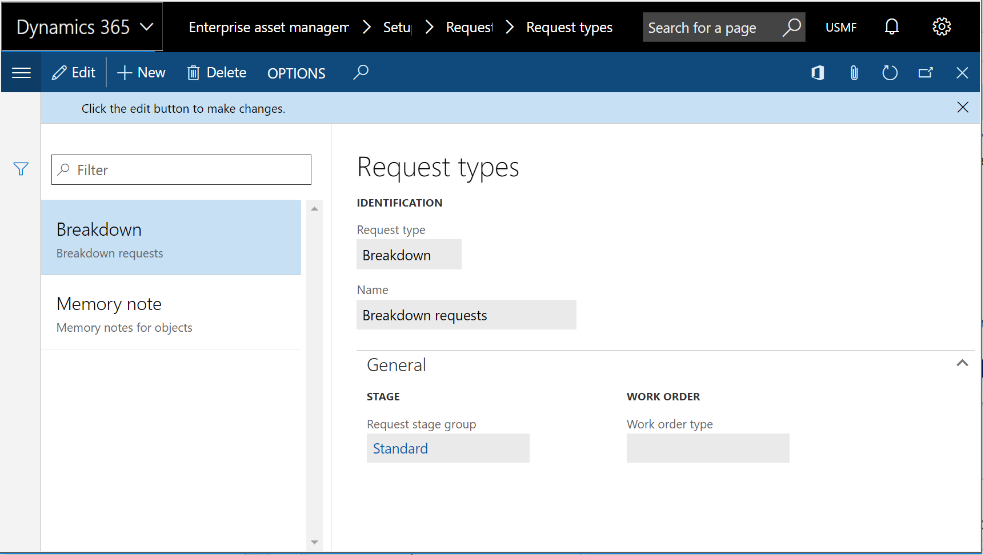 Dynamics 365 Enterprise asset managem Setu Request Request types Search for a page USMF
Edit New Delete OPTIONS
Click the edit button to make changes.
Filter
Breakdown
Breakdown requests
Memory note
Memory notes for objects
Request types
IDENTIFICATION
Request type
Breakdown
Name
Breakdown requests
General
STAGE WORK ORDER
Request stage group Work order type
Standard